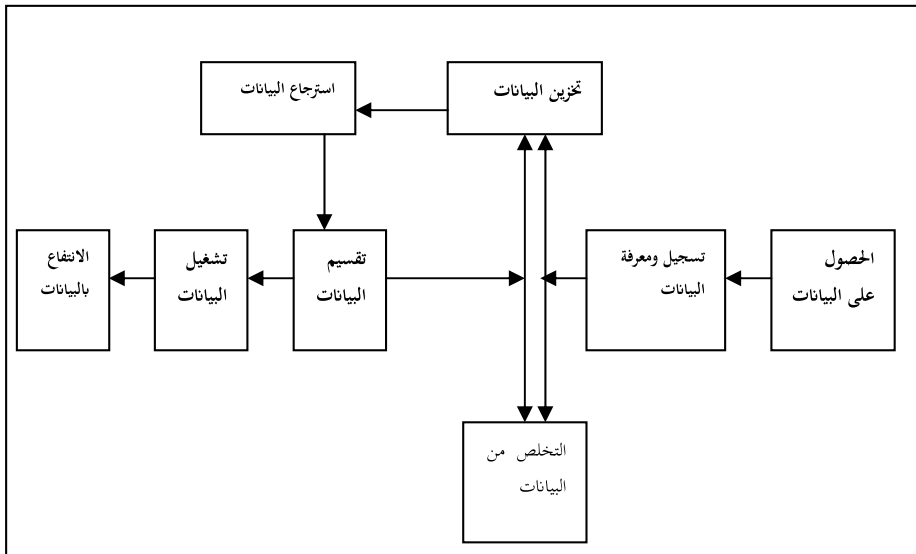 تخزين البيانات
استرجاع البيانات
الحصول
على البيانات
تسجيل ومعرفة
البيانات
تقسيم
البيانات
تشغيل
البيانات
الانتفاع
بالبيانات
التخلص من
البيانات